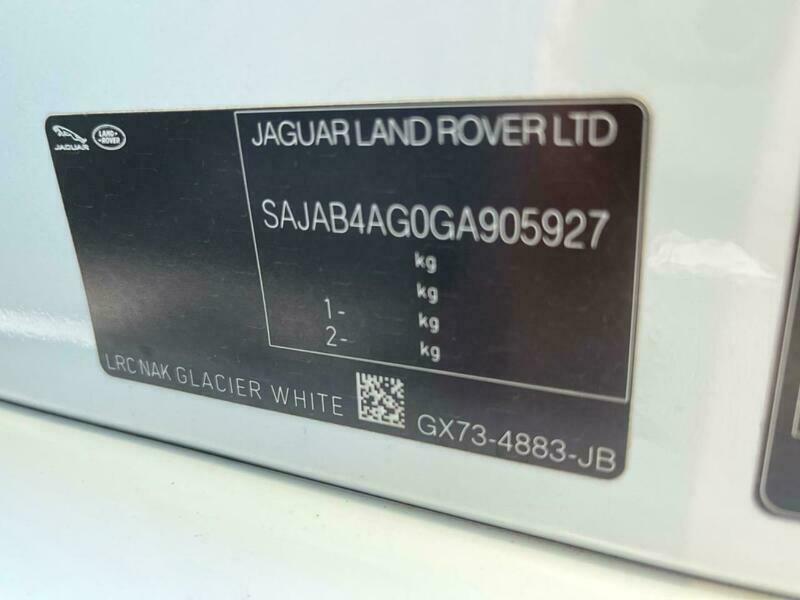 JAGUAR
LAND-
ROVER
JAGUAR LAND ROVER LTD
SAJAB4AG0GA905927
kg
kg
1- kg
2- kg
LRC NAK GLACIER WHITE
GX73-4883-JB